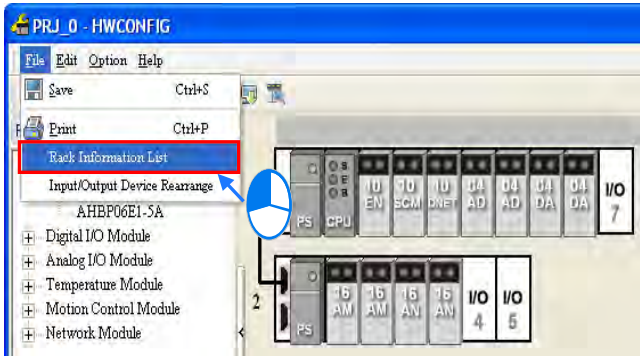 PRJ_0 - HWCONFIG
File Edit Option Help
Save Ctrl+S
Print Ctrl+P
Rack Information List
Input/Output Device Rearrange
AHBP06E1-5A
Digital I/O Module
Analog I/O Module
Temperature Module
Motion Control Module
Network Module
PS CPU 10 EN 10 SCM 10 DNET 04 AD 04 AD 04 DA 04 DA I/O 7
2
PS 16 AM 16 AM 16 AN 16 AN I/O 4 I/O 5